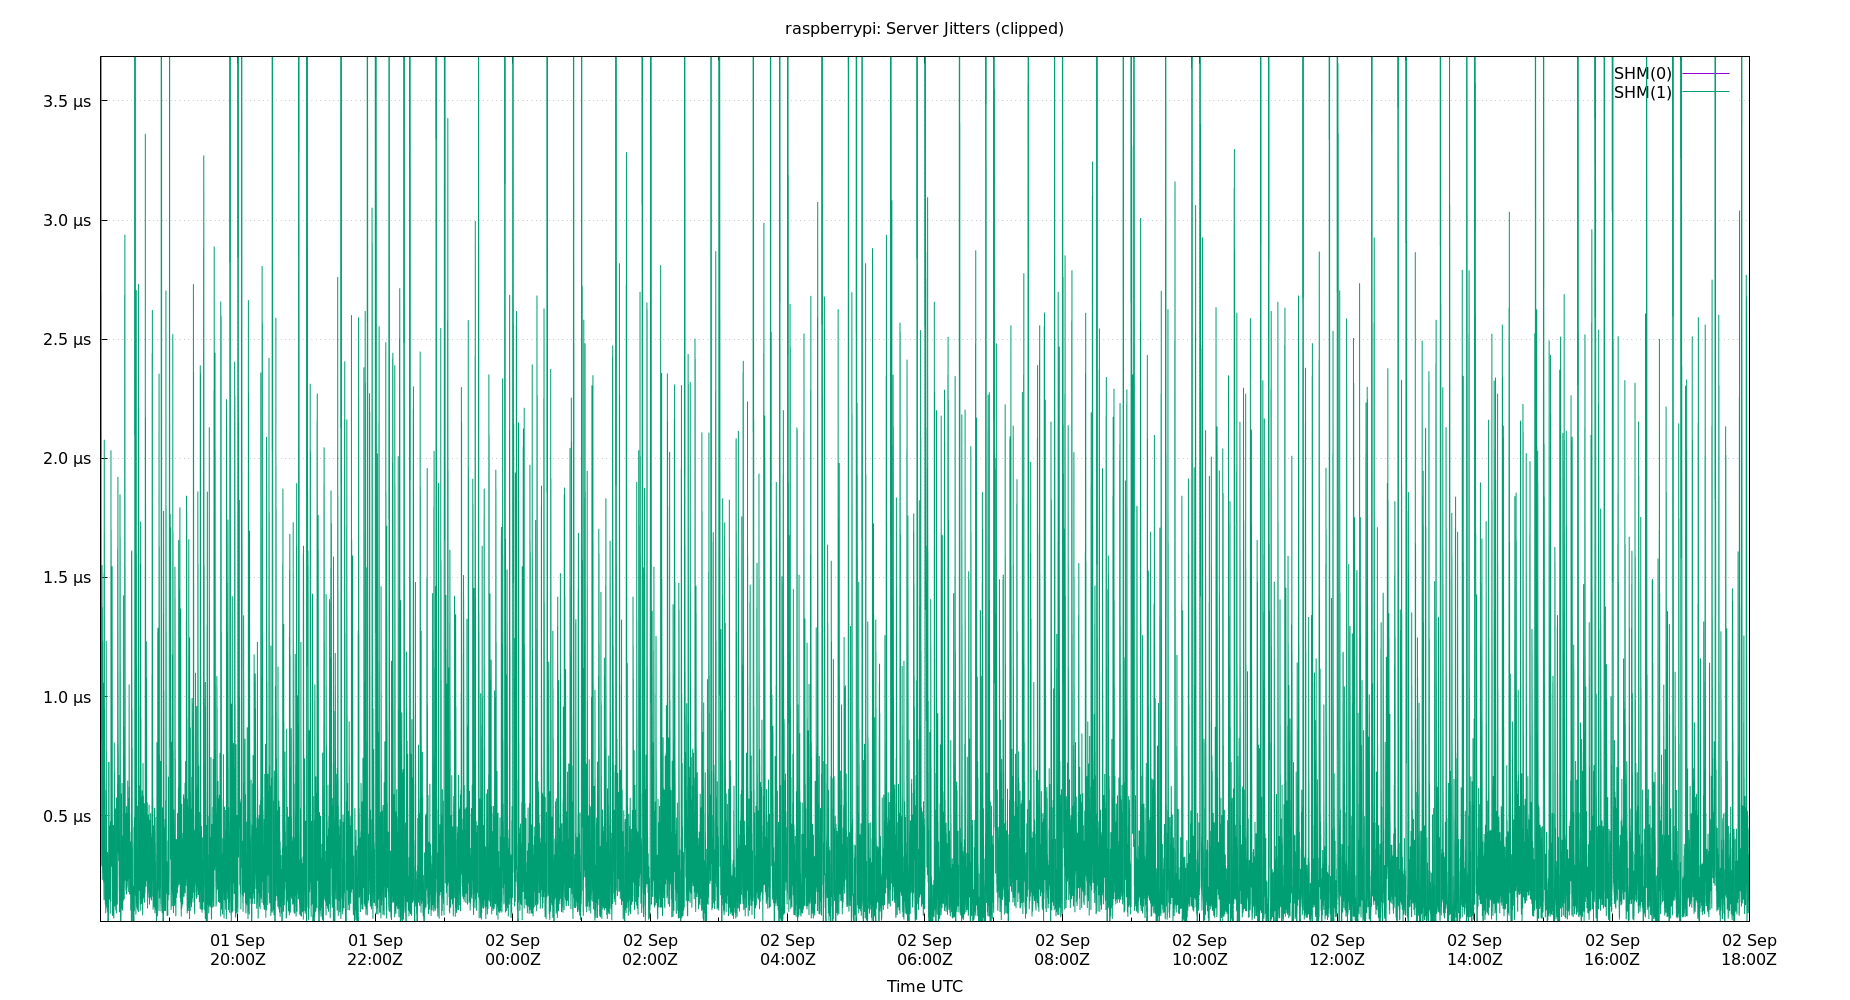 raspberrypi: Server Jitters (clipped)
SHM(0)
SHM(1)
3.5 µs
3.0 µs
2.5 µs
2.0 µs
1.5 µs
1.0 µs
0.5 µs
01 Sep 01 Sep 02 Sep 02 Sep 02 Sep 02 Sep 02 Sep 02 Sep 02 Sep 02 Sep 02 Sep 02 Sep
20:00Z 22:00Z 00:00Z 02:00Z 04:00Z 06:00Z 08:00Z 10:00Z 12:00Z 14:00Z 16:00Z 18:00Z
Time UTC